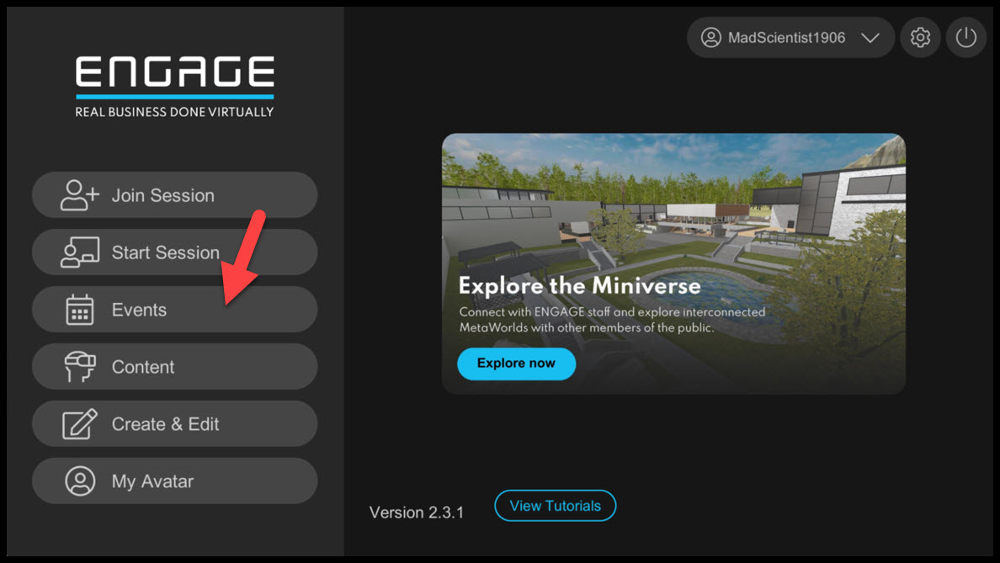 ENGAGE
REAL BUSINESS DONE VIRTUALLY
Join Session
Start Session
Events
Content
Create & Edit
My Avatar
MadScientist1906
Explore the Miniverse
Connect with ENGAGE staff and explore interconnected
MetaWorlds with other members of the public.
Explore now
Version 2.3.1
View Tutorials